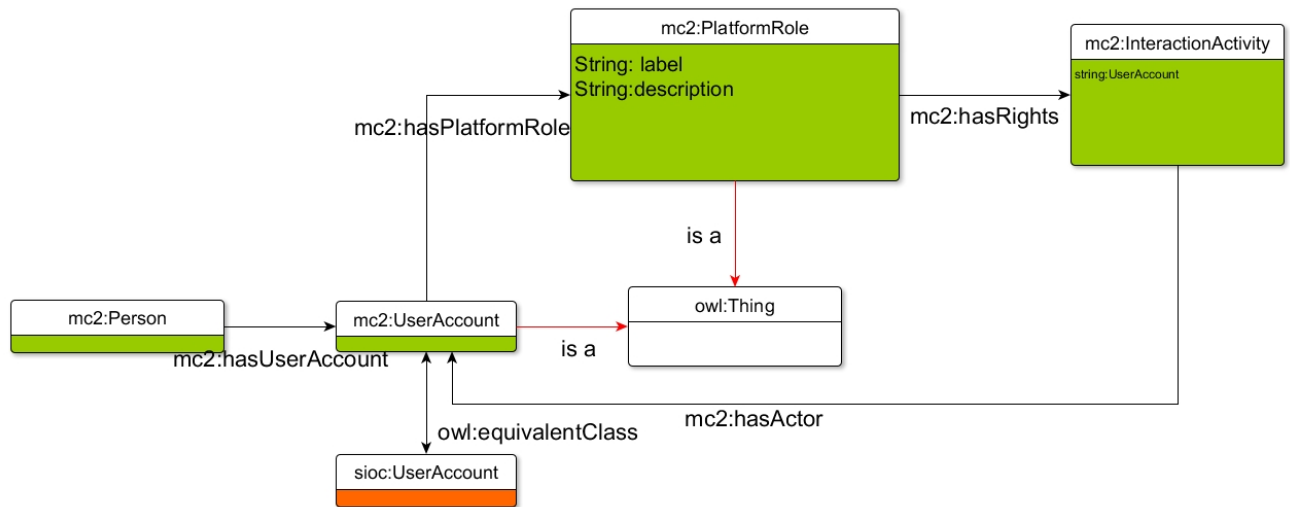 mc2:PlatformRole
String: label
String:description
mc2:InteractionActivity
string:UserAccount
mc2:hasPlatformRole
mc2:hasRights
is a
mc2:Person
mc2:UserAccount
owl:Thing
mc2:hasUserAccount
is a
mc2:hasActor
owl:equivalentClass
sioc:UserAccount